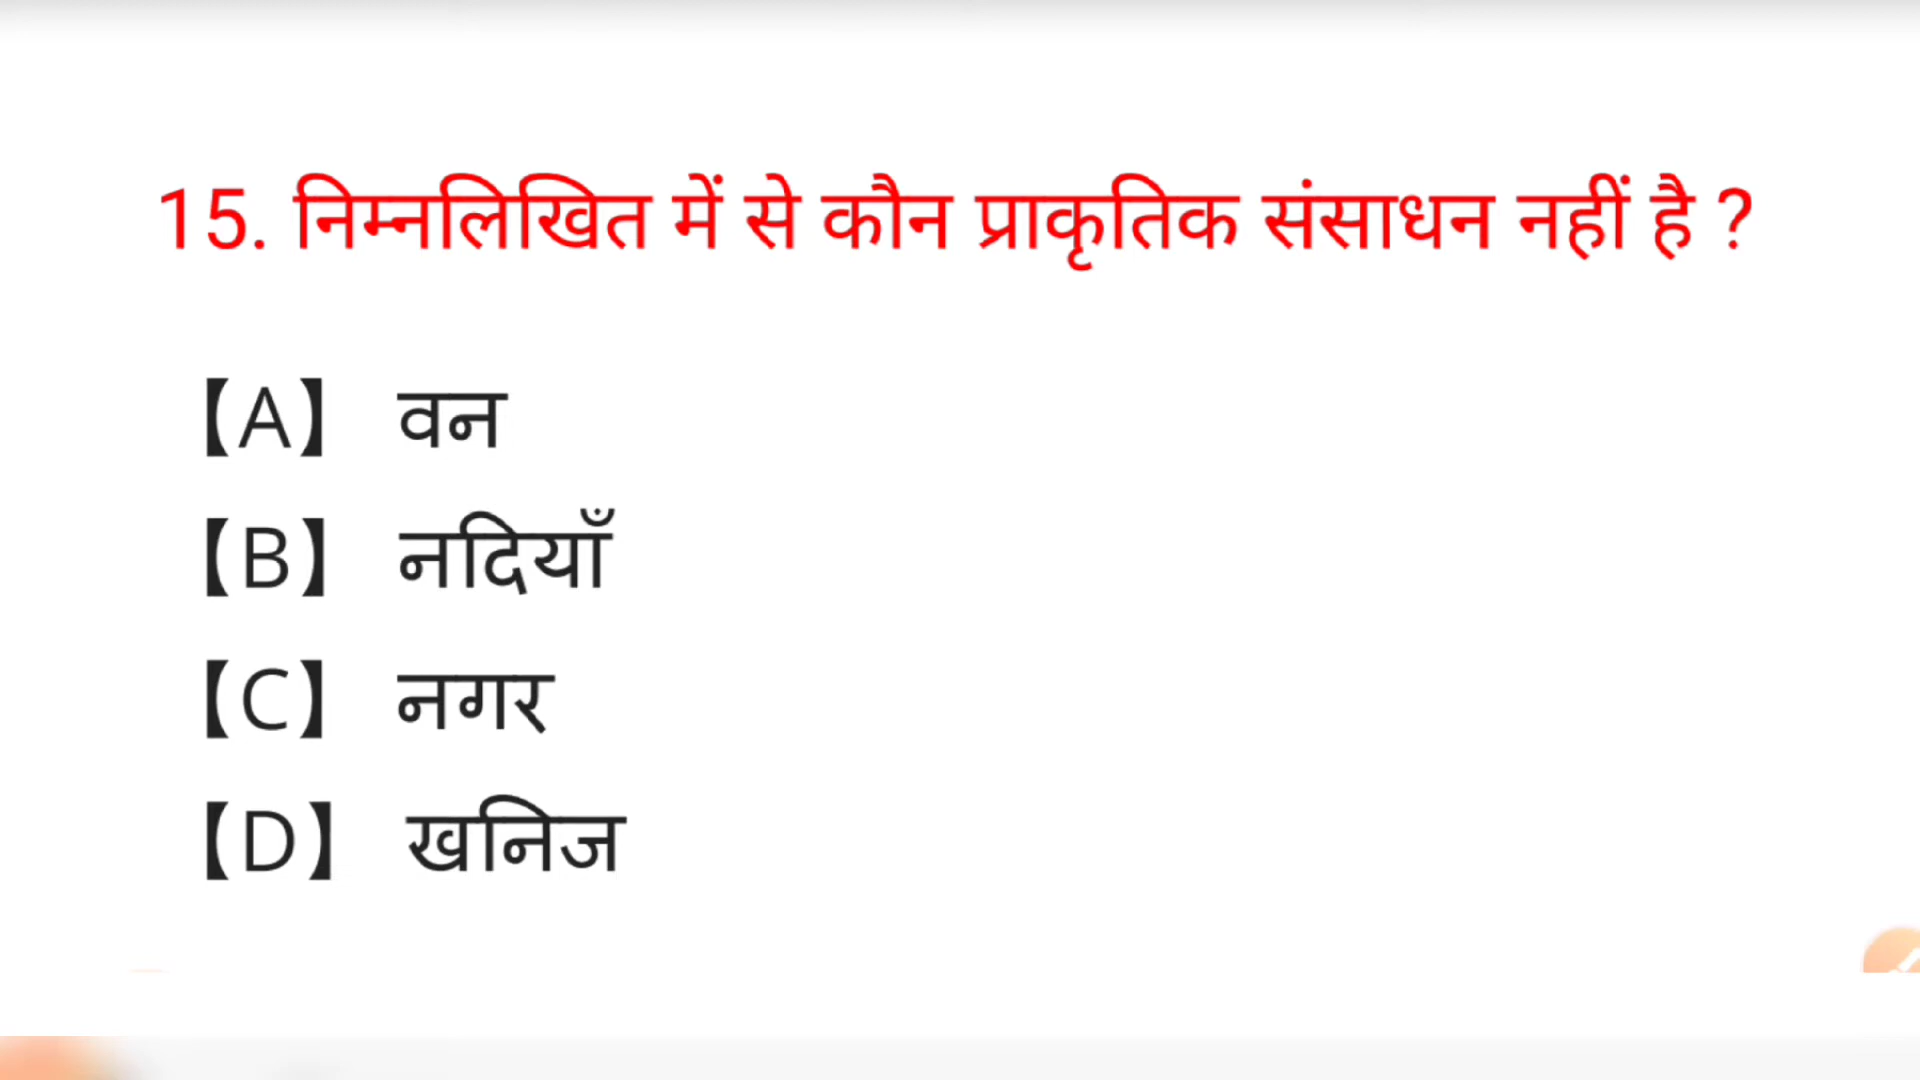 15. निम्नलिखित में से कौन प्राकृतिक संसाधन नहीं है ?
【A】 वन
【B】 नदियाँ
【C】 नगर
【D】 खनिज